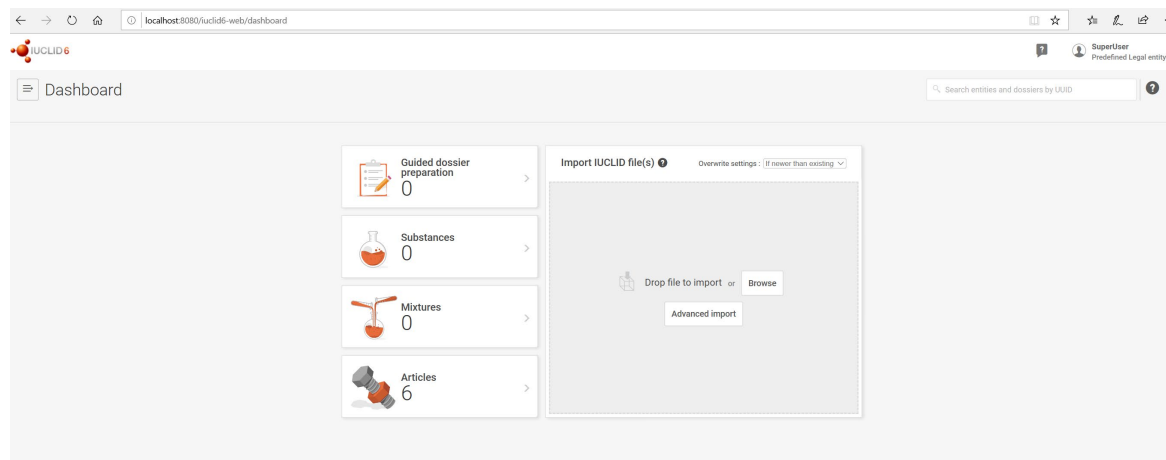 localhost:8080/iuclid6-web/dashboard
IUCLID 6
SuperUser
Predefined Legal entity
Dashboard
Search entities and dossiers by UUID
Guided dossier
preparation
0
Substances
0
Mixtures
0
Articles
6
Import IUCLID file(s)
Overwrite settings : If newer than existing
Drop file to import or Browse
Advanced import